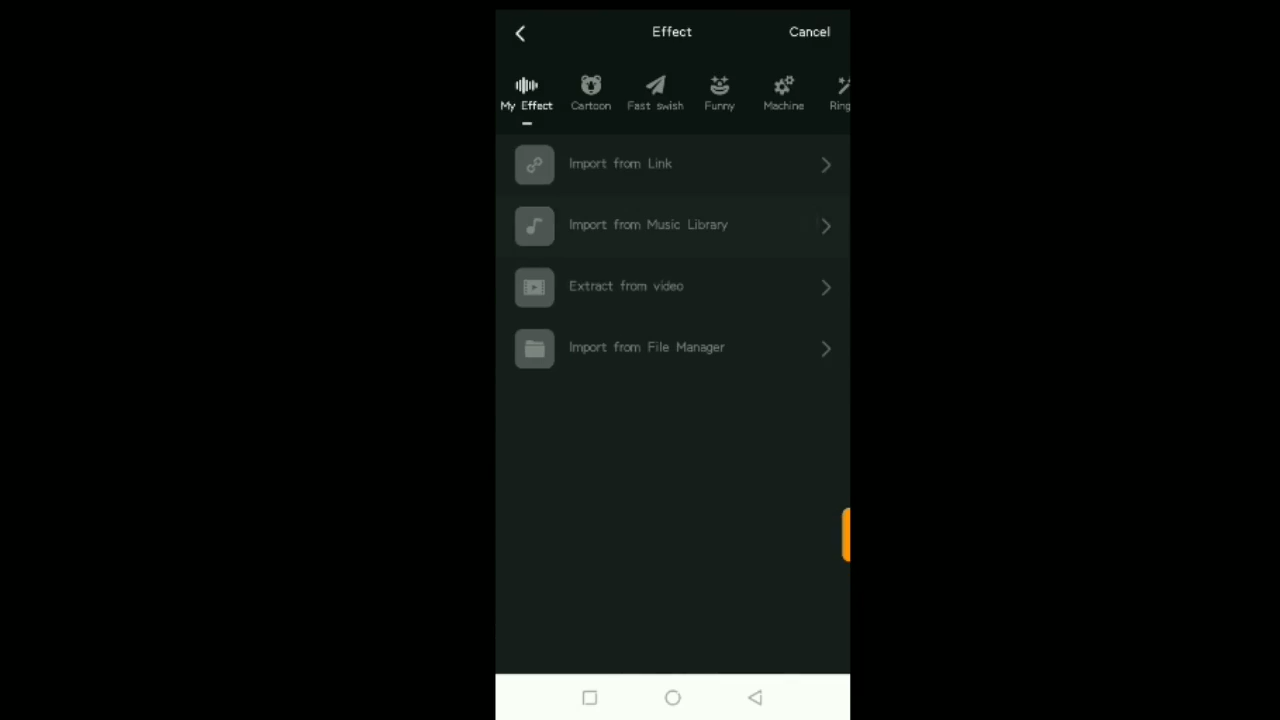 Effect
Cancel
My Effect
Cartoon
Fast swish
Funny
Machine
Ring
Import from Link
Import from Music Library
Extract from video
Import from File Manager